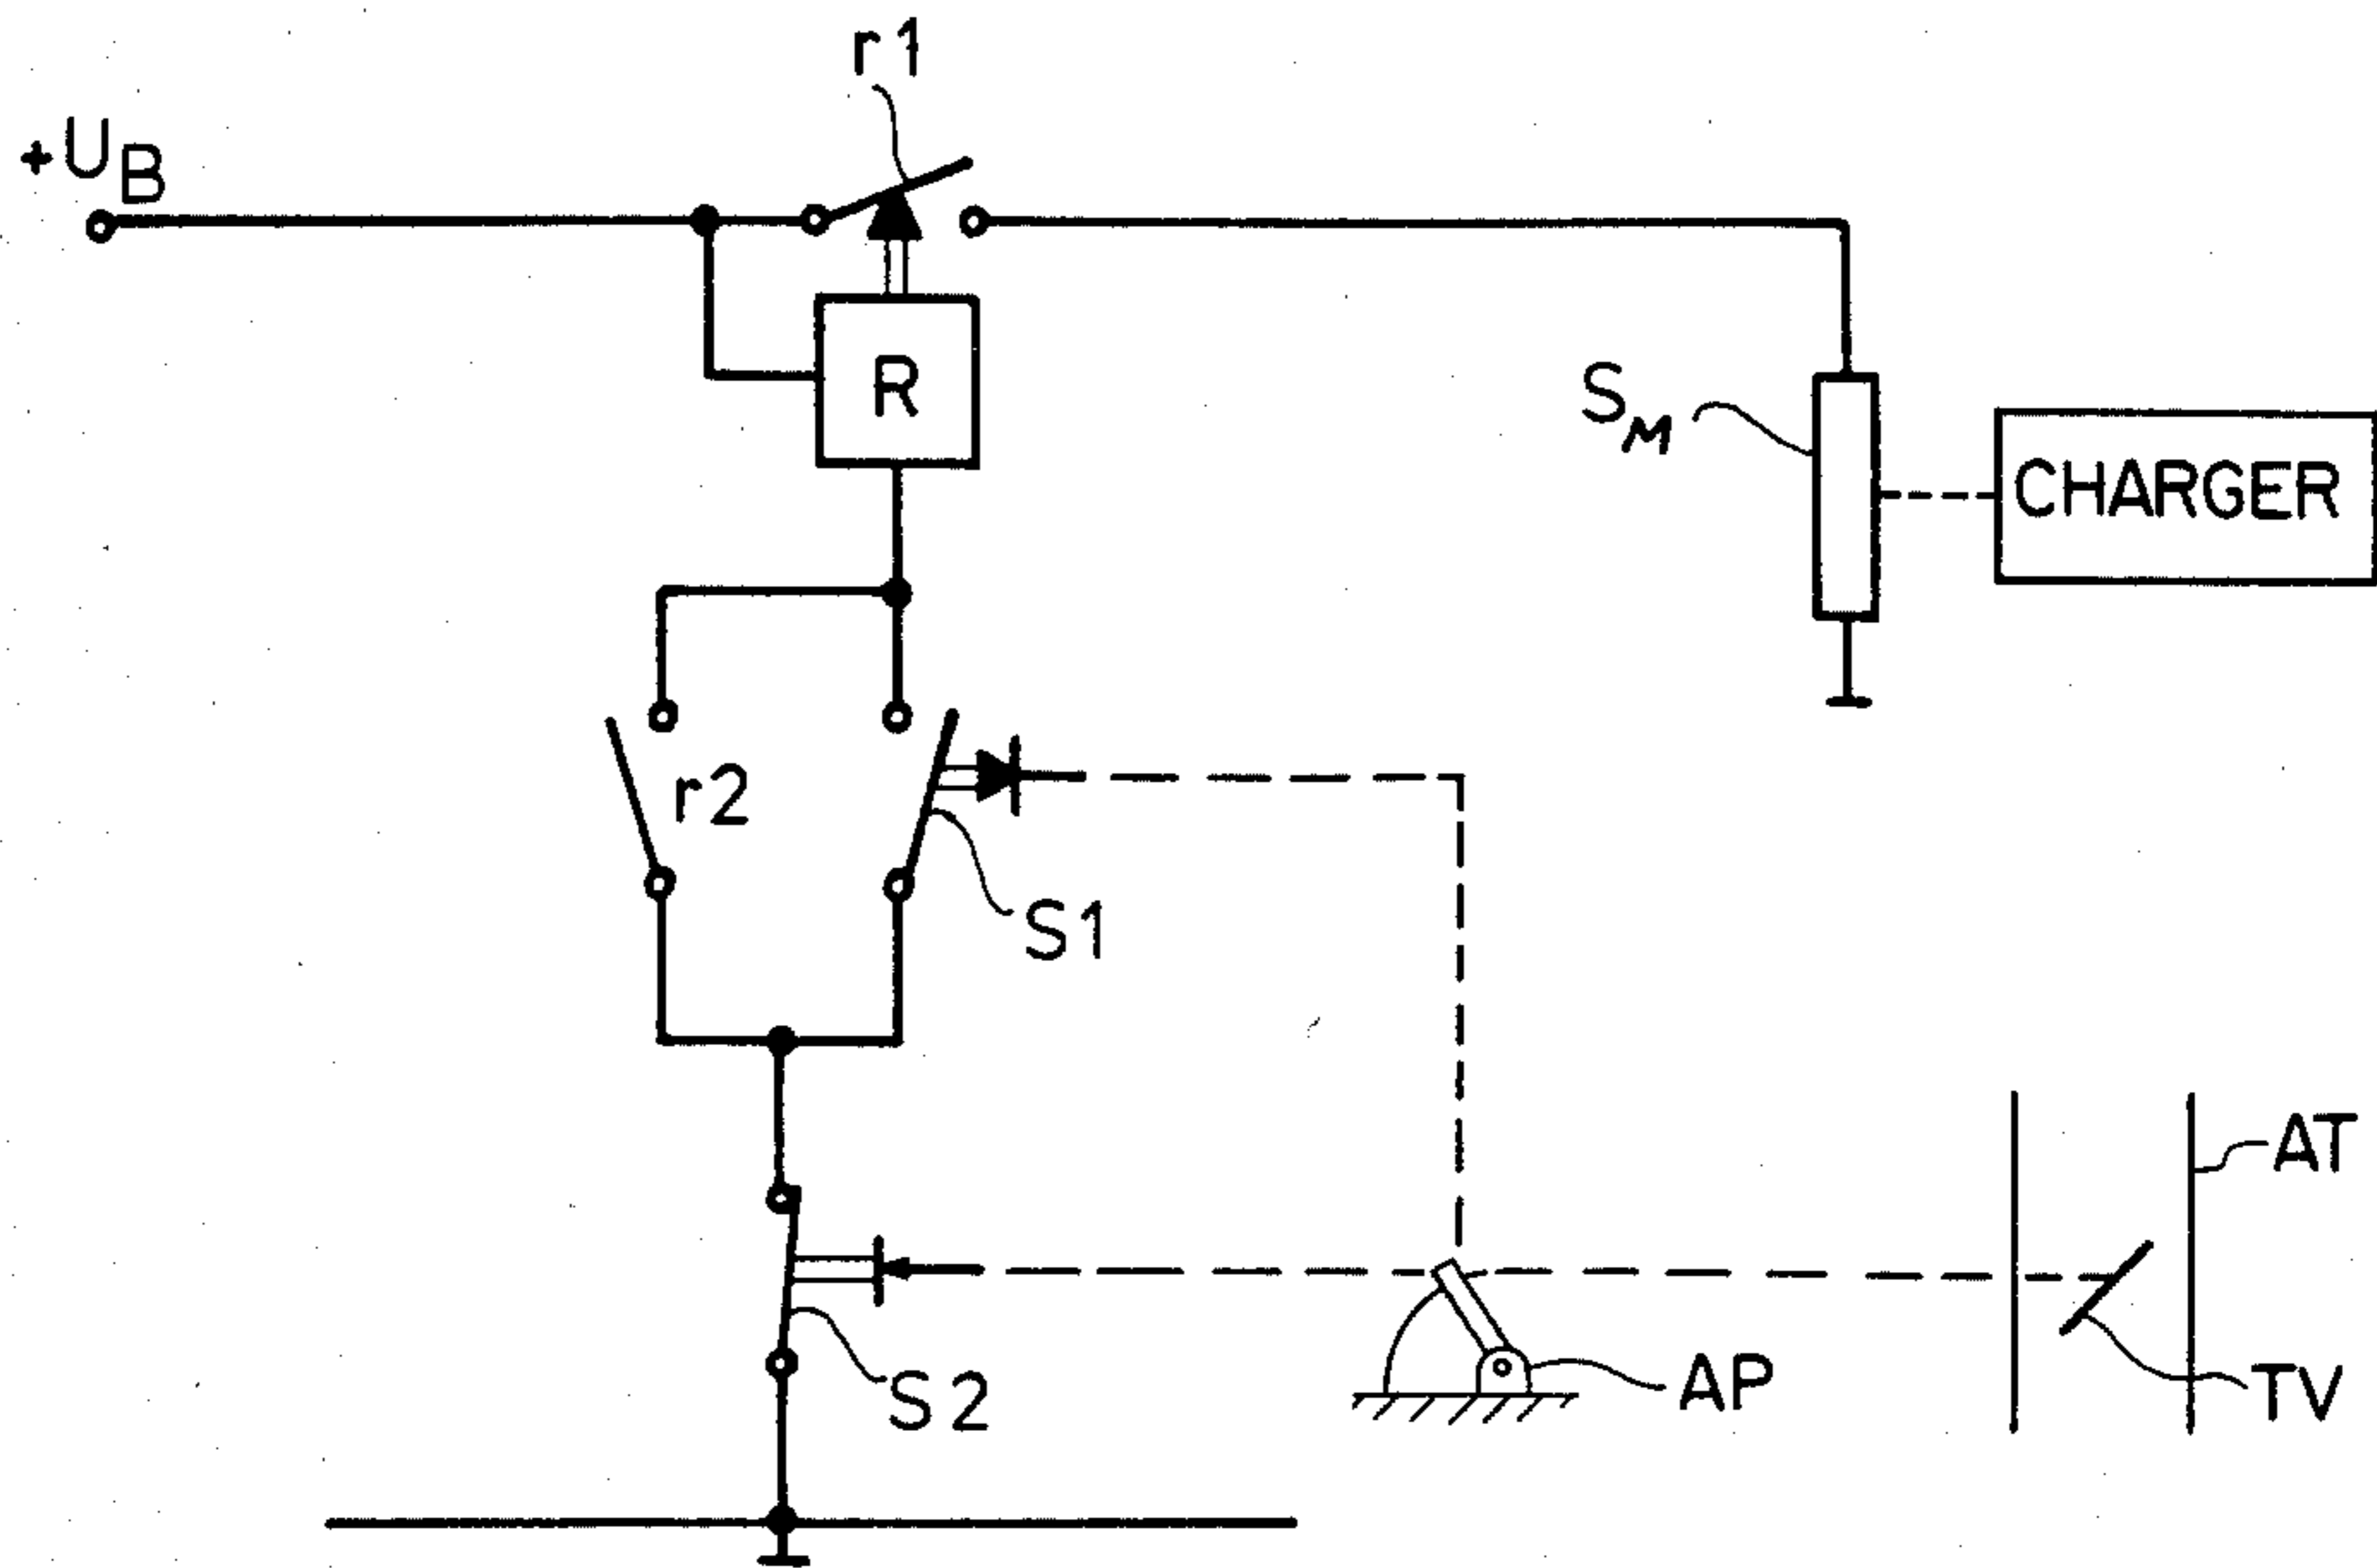 r1
+UB
R
SM
CHARGER
r2
S1
AT
S2
AP
TV